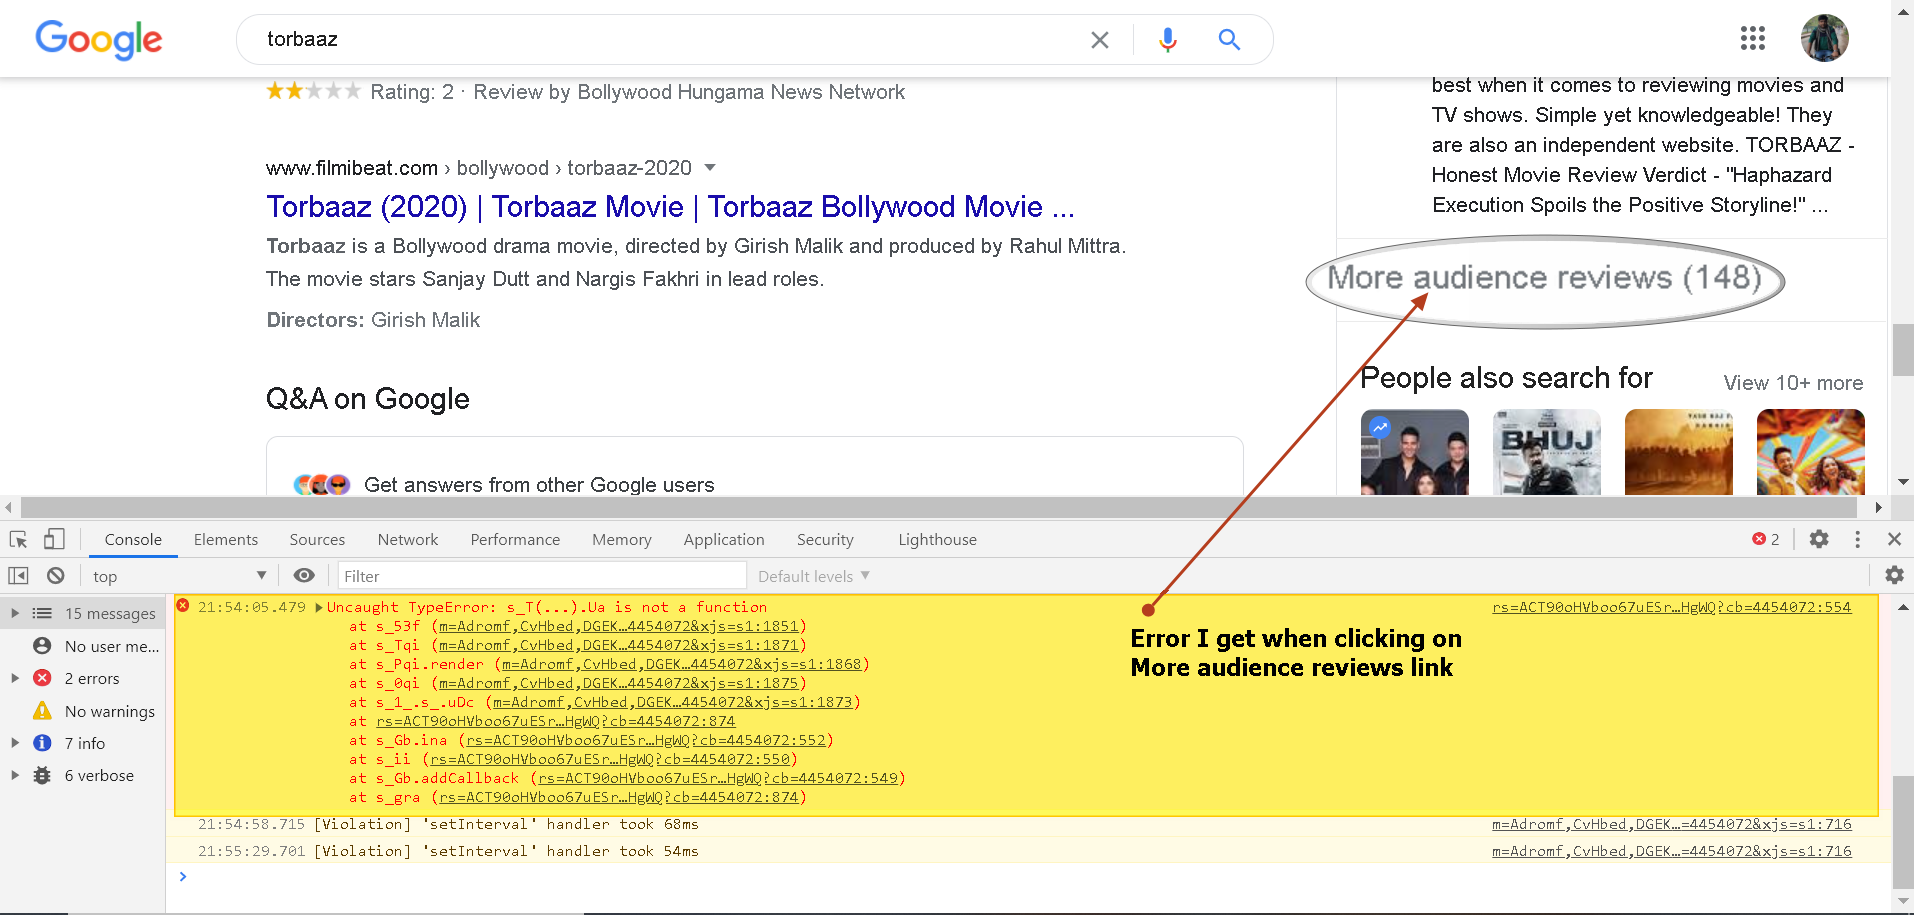 Google
torbaaz
Rating: 2 · Review by Bollywood Hungama News Network
www.filmibeat.com › bollywood › torbaaz-2020
Torbaaz (2020) | Torbaaz Movie | Torbaaz Bollywood Movie ...
Torbaaz is a Bollywood drama movie, directed by Girish Malik and produced by Rahul Mittra.
The movie stars Sanjay Dutt and Nargis Fakhri in lead roles.
Directors: Girish Malik
Q&A on Google
Get answers from other Google users
best when it comes to reviewing movies and
TV shows. Simple yet knowledgeable! They
are also an independent website. TORBAAZ -
Honest Movie Review Verdict - "Haphazard
Execution Spoils the Positive Storyline!" ...
More audience reviews (148)
People also search for
View 10+ more
BHUJ
Console Elements Sources Network Performance Memory Application Security Lighthouse
2
top
Filter
Default levels
15 messages
No user me...
2 errors
No warnings
7 info
6 verbose
21:54:05.479 Uncaught TypeError: s_T(...).Ua is not a function rs=ACT90oHVboo67uESr…HgWQ?cb=4454072:554
at s_53f (m=Adromf,CvHbed,DGEK…4454072&xjs=s1:1851)
at s_Tqi (m=Adromf,CvHbed,DGEK…4454072&xjs=s1:1871)
at s_Pqi.render (m=Adromf,CvHbed,DGEK…4454072&xjs=s1:1868)
at s_0qi (m=Adromf,CvHbed,DGEK…4454072&xjs=s1:1875)
at s_1_.s_.uDc (m=Adromf,CvHbed,DGEK…4454072&xjs=s1:1873)
at rs=ACT90oHVboo67uESr…HgWQ?cb=4454072:874
at s_Gb.ina (rs=ACT90oHVboo67uESr…HgWQ?cb=4454072:552)
at s_ii (rs=ACT90oHVboo67uESr…HgWQ?cb=4454072:550)
at s_Gb.addCallback (rs=ACT90oHVboo67uESr…HgWQ?cb=4454072:549)
at s_gra (rs=ACT90oHVboo67uESr…HgWQ?cb=4454072:874)
Error I get when clicking on
More audience reviews link
21:54:58.715 [Violation] 'setInterval' handler took 68ms m=Adromf,CvHbed,DGEK…=4454072&xjs=s1:716
21:55:29.701 [Violation] 'setInterval' handler took 54ms m=Adromf,CvHbed,DGEK…=4454072&xjs=s1:716